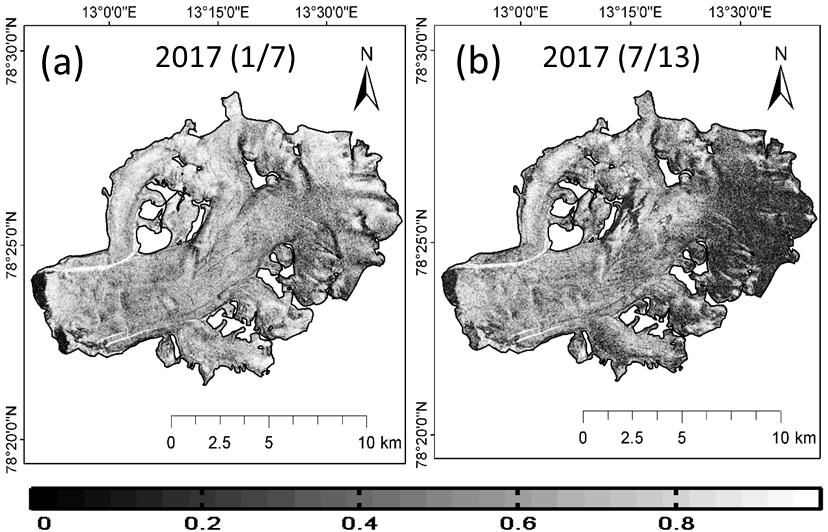 13°0'0"E 13°15'0"E 13°30'0"E 13°0'0"E 13°15'0"E 13°30'0"E
78°30'0"N
78°25'0"N
78°20'0"N
(a) 2017 (1/7) N
0 2.5 5 10 km
78°30'0"N
78°25'0"N
78°20'0"N
(b) 2017 (7/13) N
0 2.5 5 10 km
0 0.2 0.4 0.6 0.8